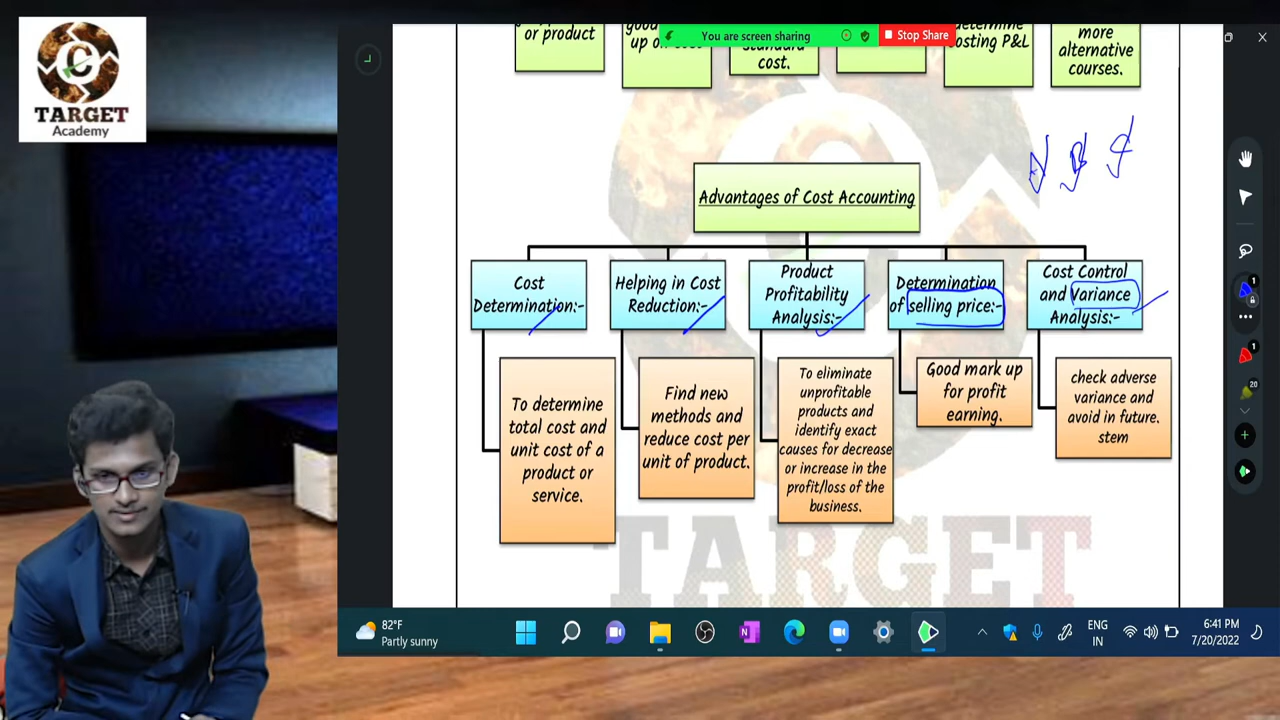 TARGET
Academy
You are screen sharing
Stop Share
or product
good
up on
standard
cost.
determine
costing P&L
more
alternative
courses.
Advantages of Cost Accounting
Cost
Determination:-
Helping in Cost
Reduction:-
Product
Profitability
Analysis:-
Determination
of selling price:-
Cost Control
and Variance
Analysis:-
To determine
total cost and
unit cost of a
product or
service.
Find new
methods and
reduce cost per
unit of product.
To eliminate
unprofitable
products and
identify exact
causes for decrease
or increase in the
profit/loss of the
business.
Good mark up
for profit
earning.
check adverse
variance and
avoid in future.
stem
TARGET
1
1
20
82°F
Partly sunny
ENG
IN
6:41 PM
7/20/2022